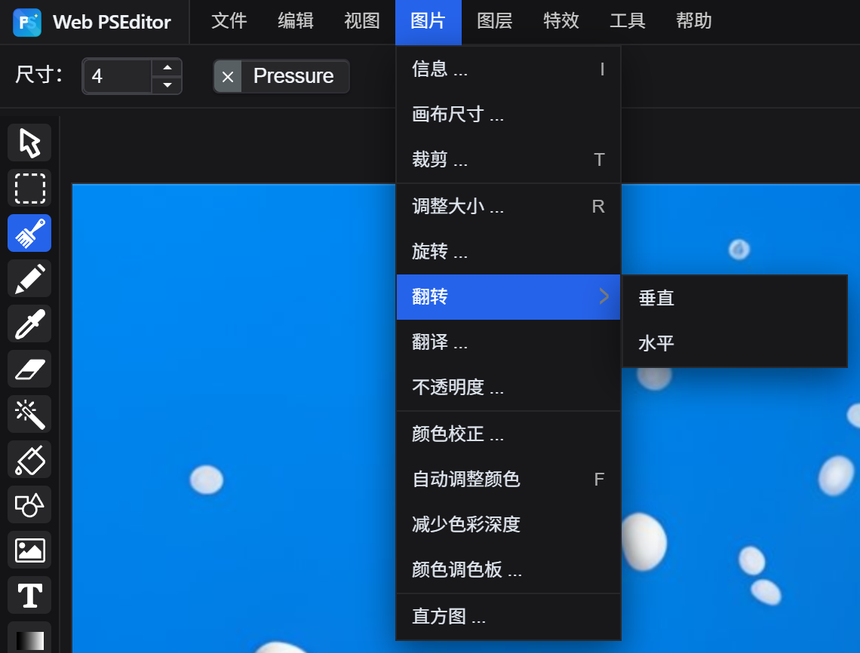 Web PSEditor 文件 编辑 视图 图片 图层 特效 工具 帮助
尺寸： 4 × Pressure
信息 ... I
画布尺寸 ...
裁剪 ... T
调整大小 ... R
旋转 ...
翻转
垂直
水平
翻译 ...
不透明度 ...
颜色校正 ...
自动调整颜色 F
减少色彩深度
颜色调色板 ...
直方图 ...